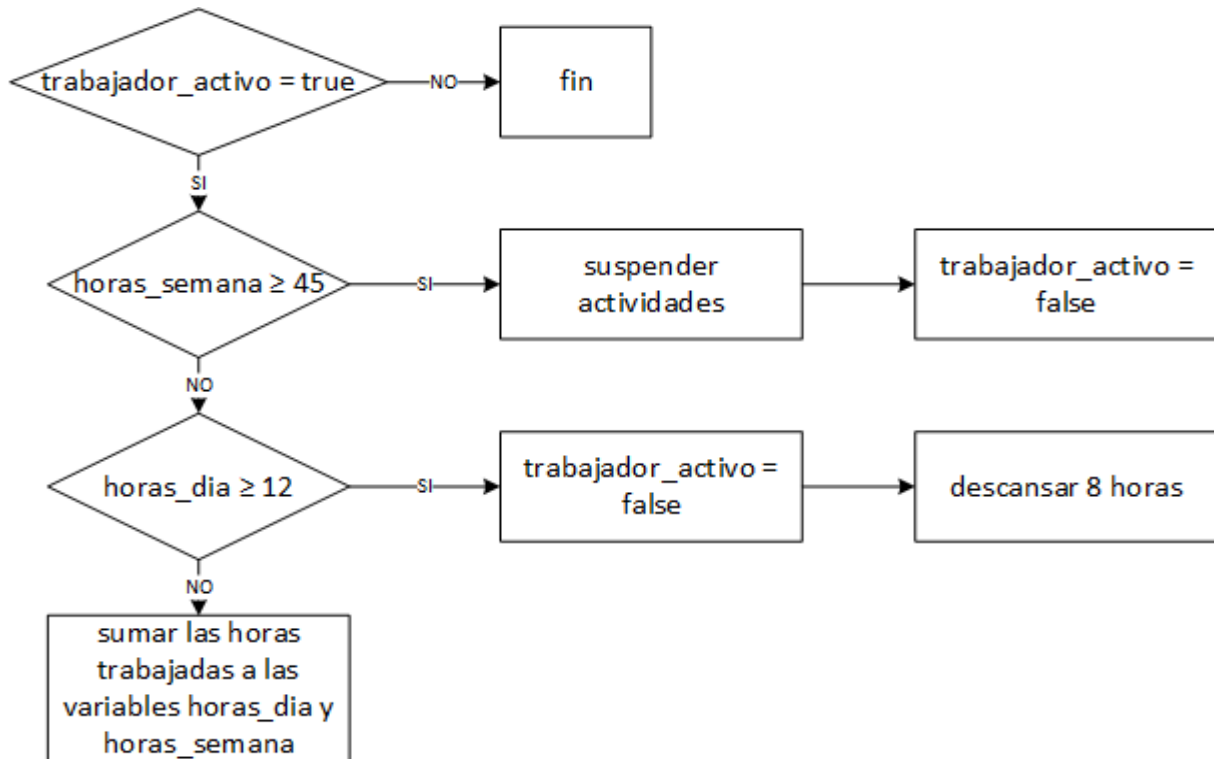 trabajador_activo = true
NO
fin
SI
horas_semana ≥ 45
SI
suspender
actividades
trabajador_activo =
false
NO
horas_dia ≥ 12
SI
trabajador_activo =
false
descansar 8 horas
NO
sumar las horas
trabajadas a las
variables horas_dia y
horas_semana